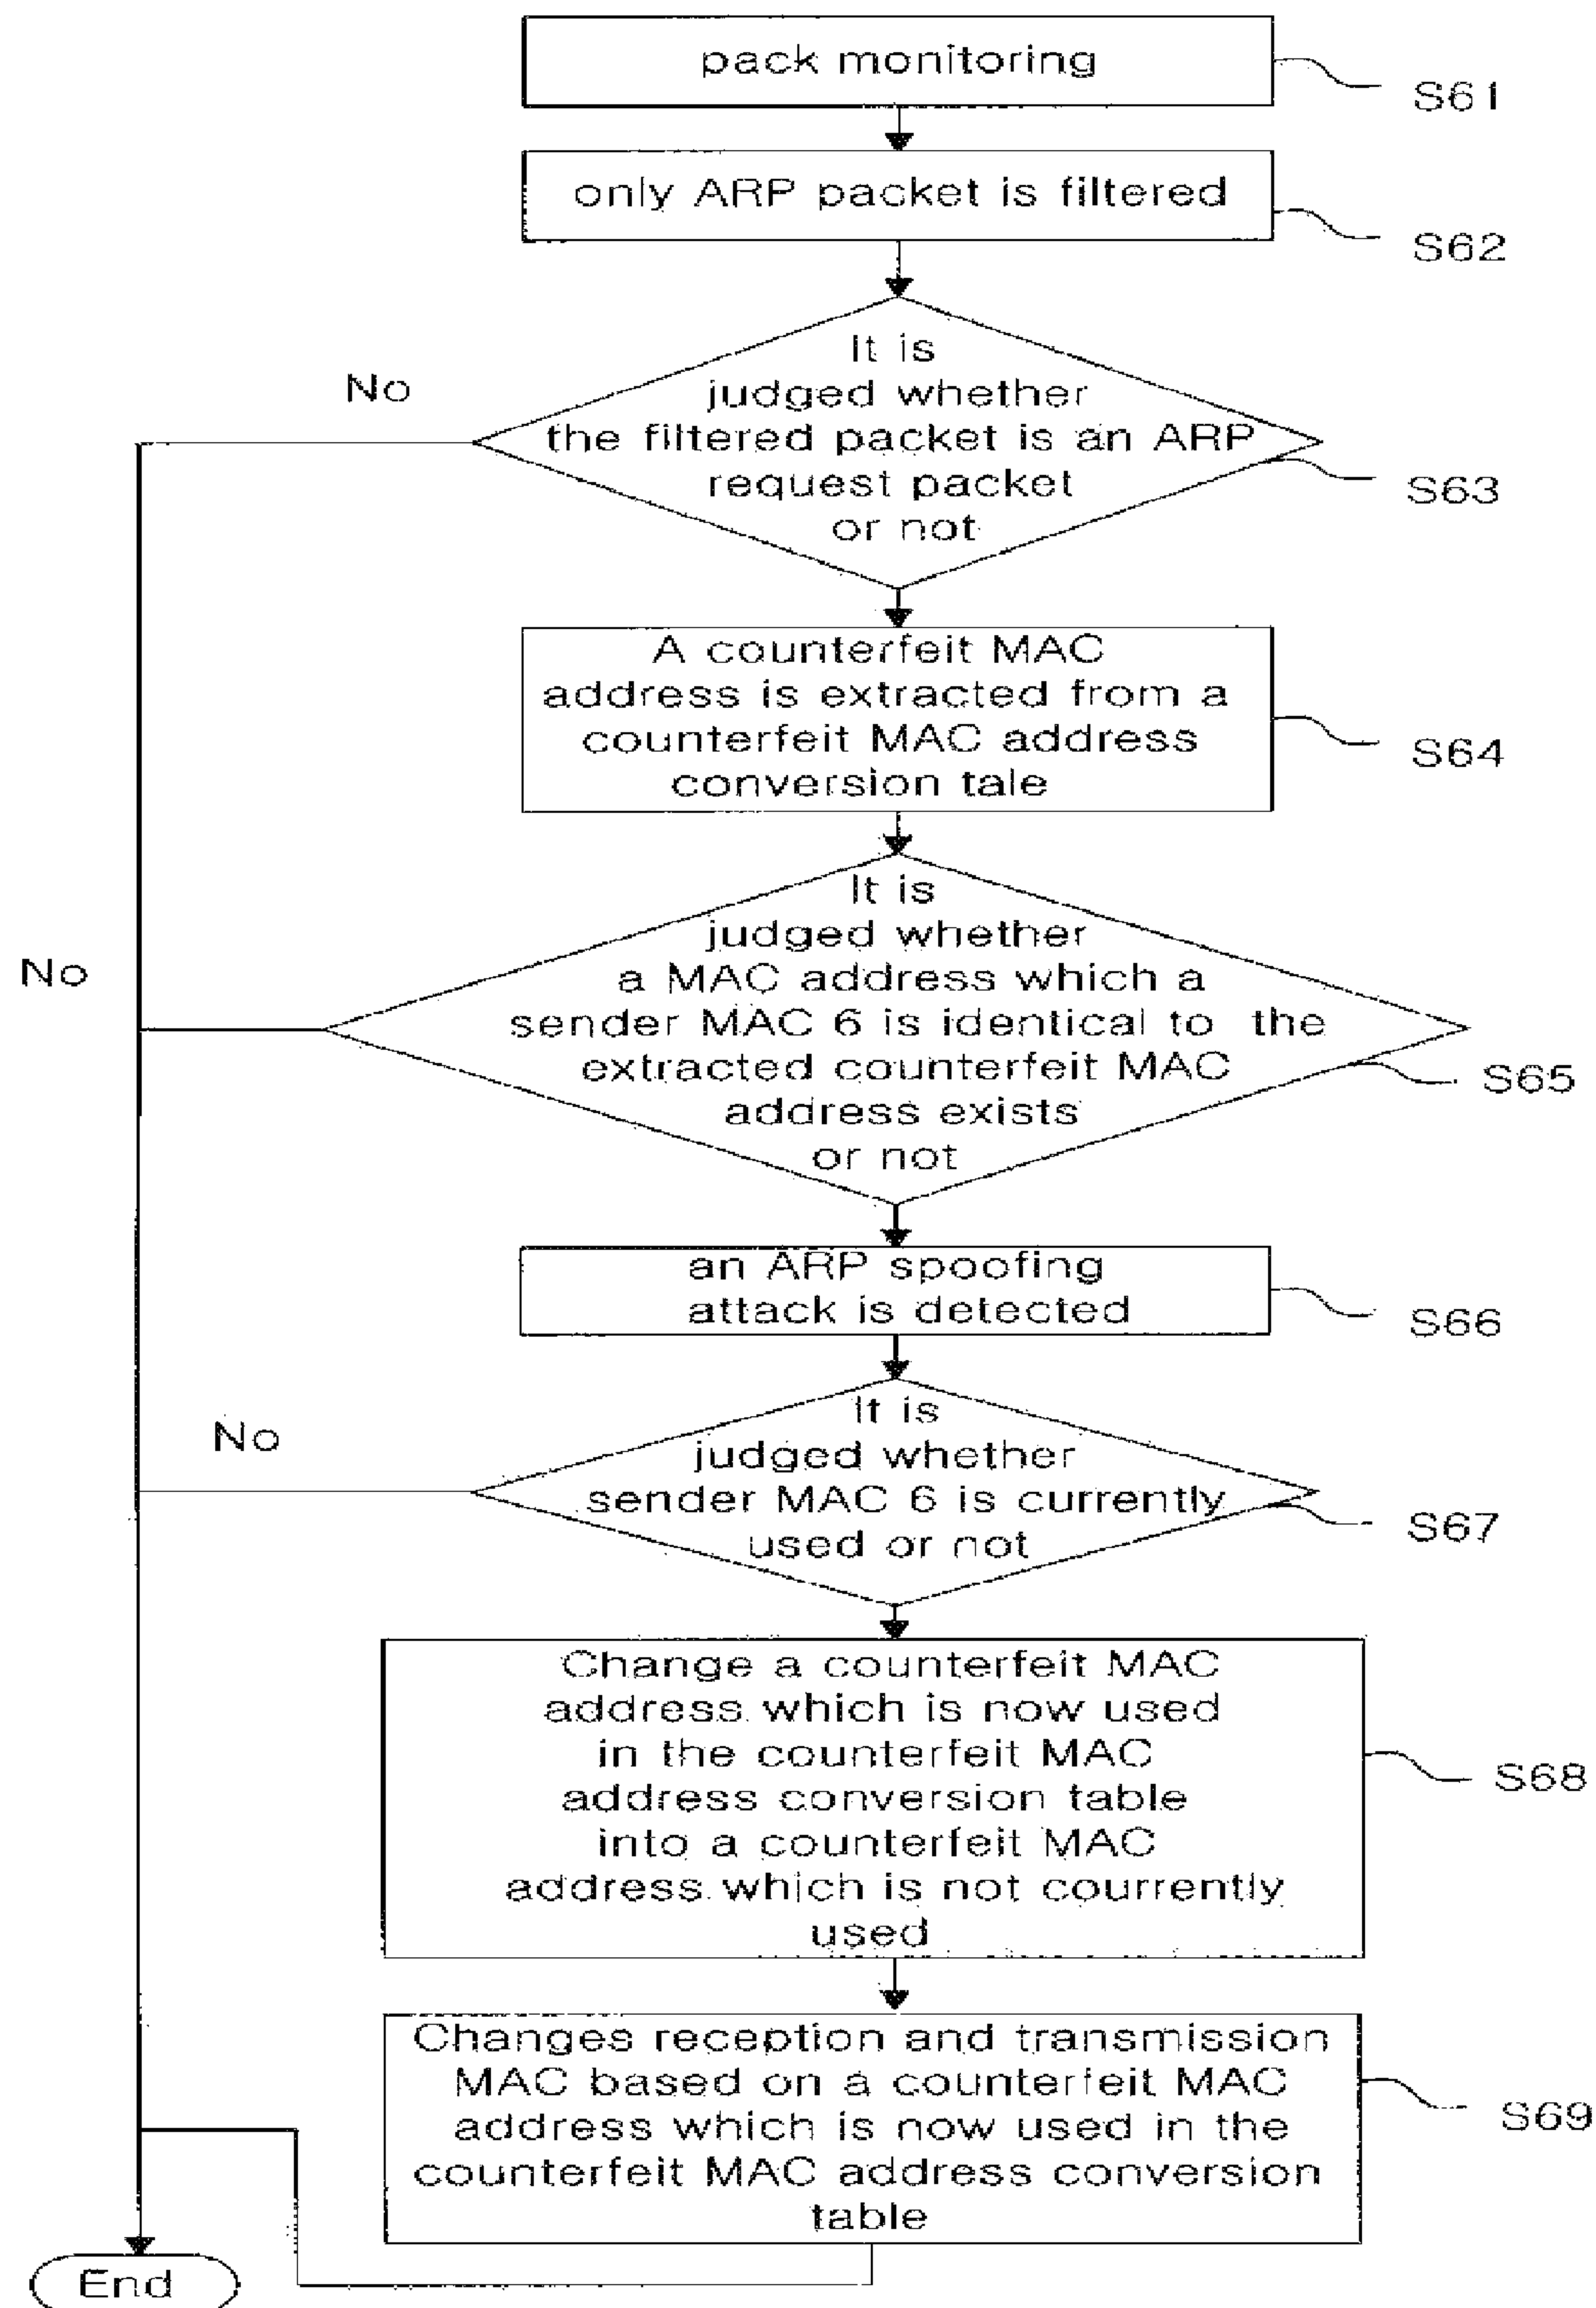 pack monitoring
S61
only ARP packet is filtered
S62
It is
judged whether
the filtered packet is an ARP
request packet
or not
No
S63
A counterfeit MAC
address is extracted from a
counterfeit MAC address
conversion tale
S64
It is
judged whether
a MAC address which a
sender MAC 6 is identical to the
extracted counterfeit MAC
address exists
or not
No
S65
an ARP spoofing
attack is detected
S66
It is
judged whether
sender MAC 6 is currently
used or not
No
S67
Change a counterfeit MAC
address which is now used
in the counterfeit MAC
address conversion table
into a counterfeit MAC
address which is not courrently
used
S68
Changes reception and transmission
MAC based on a counterfeit MAC
address which is now used in the
counterfeit MAC address conversion
table
S69
End